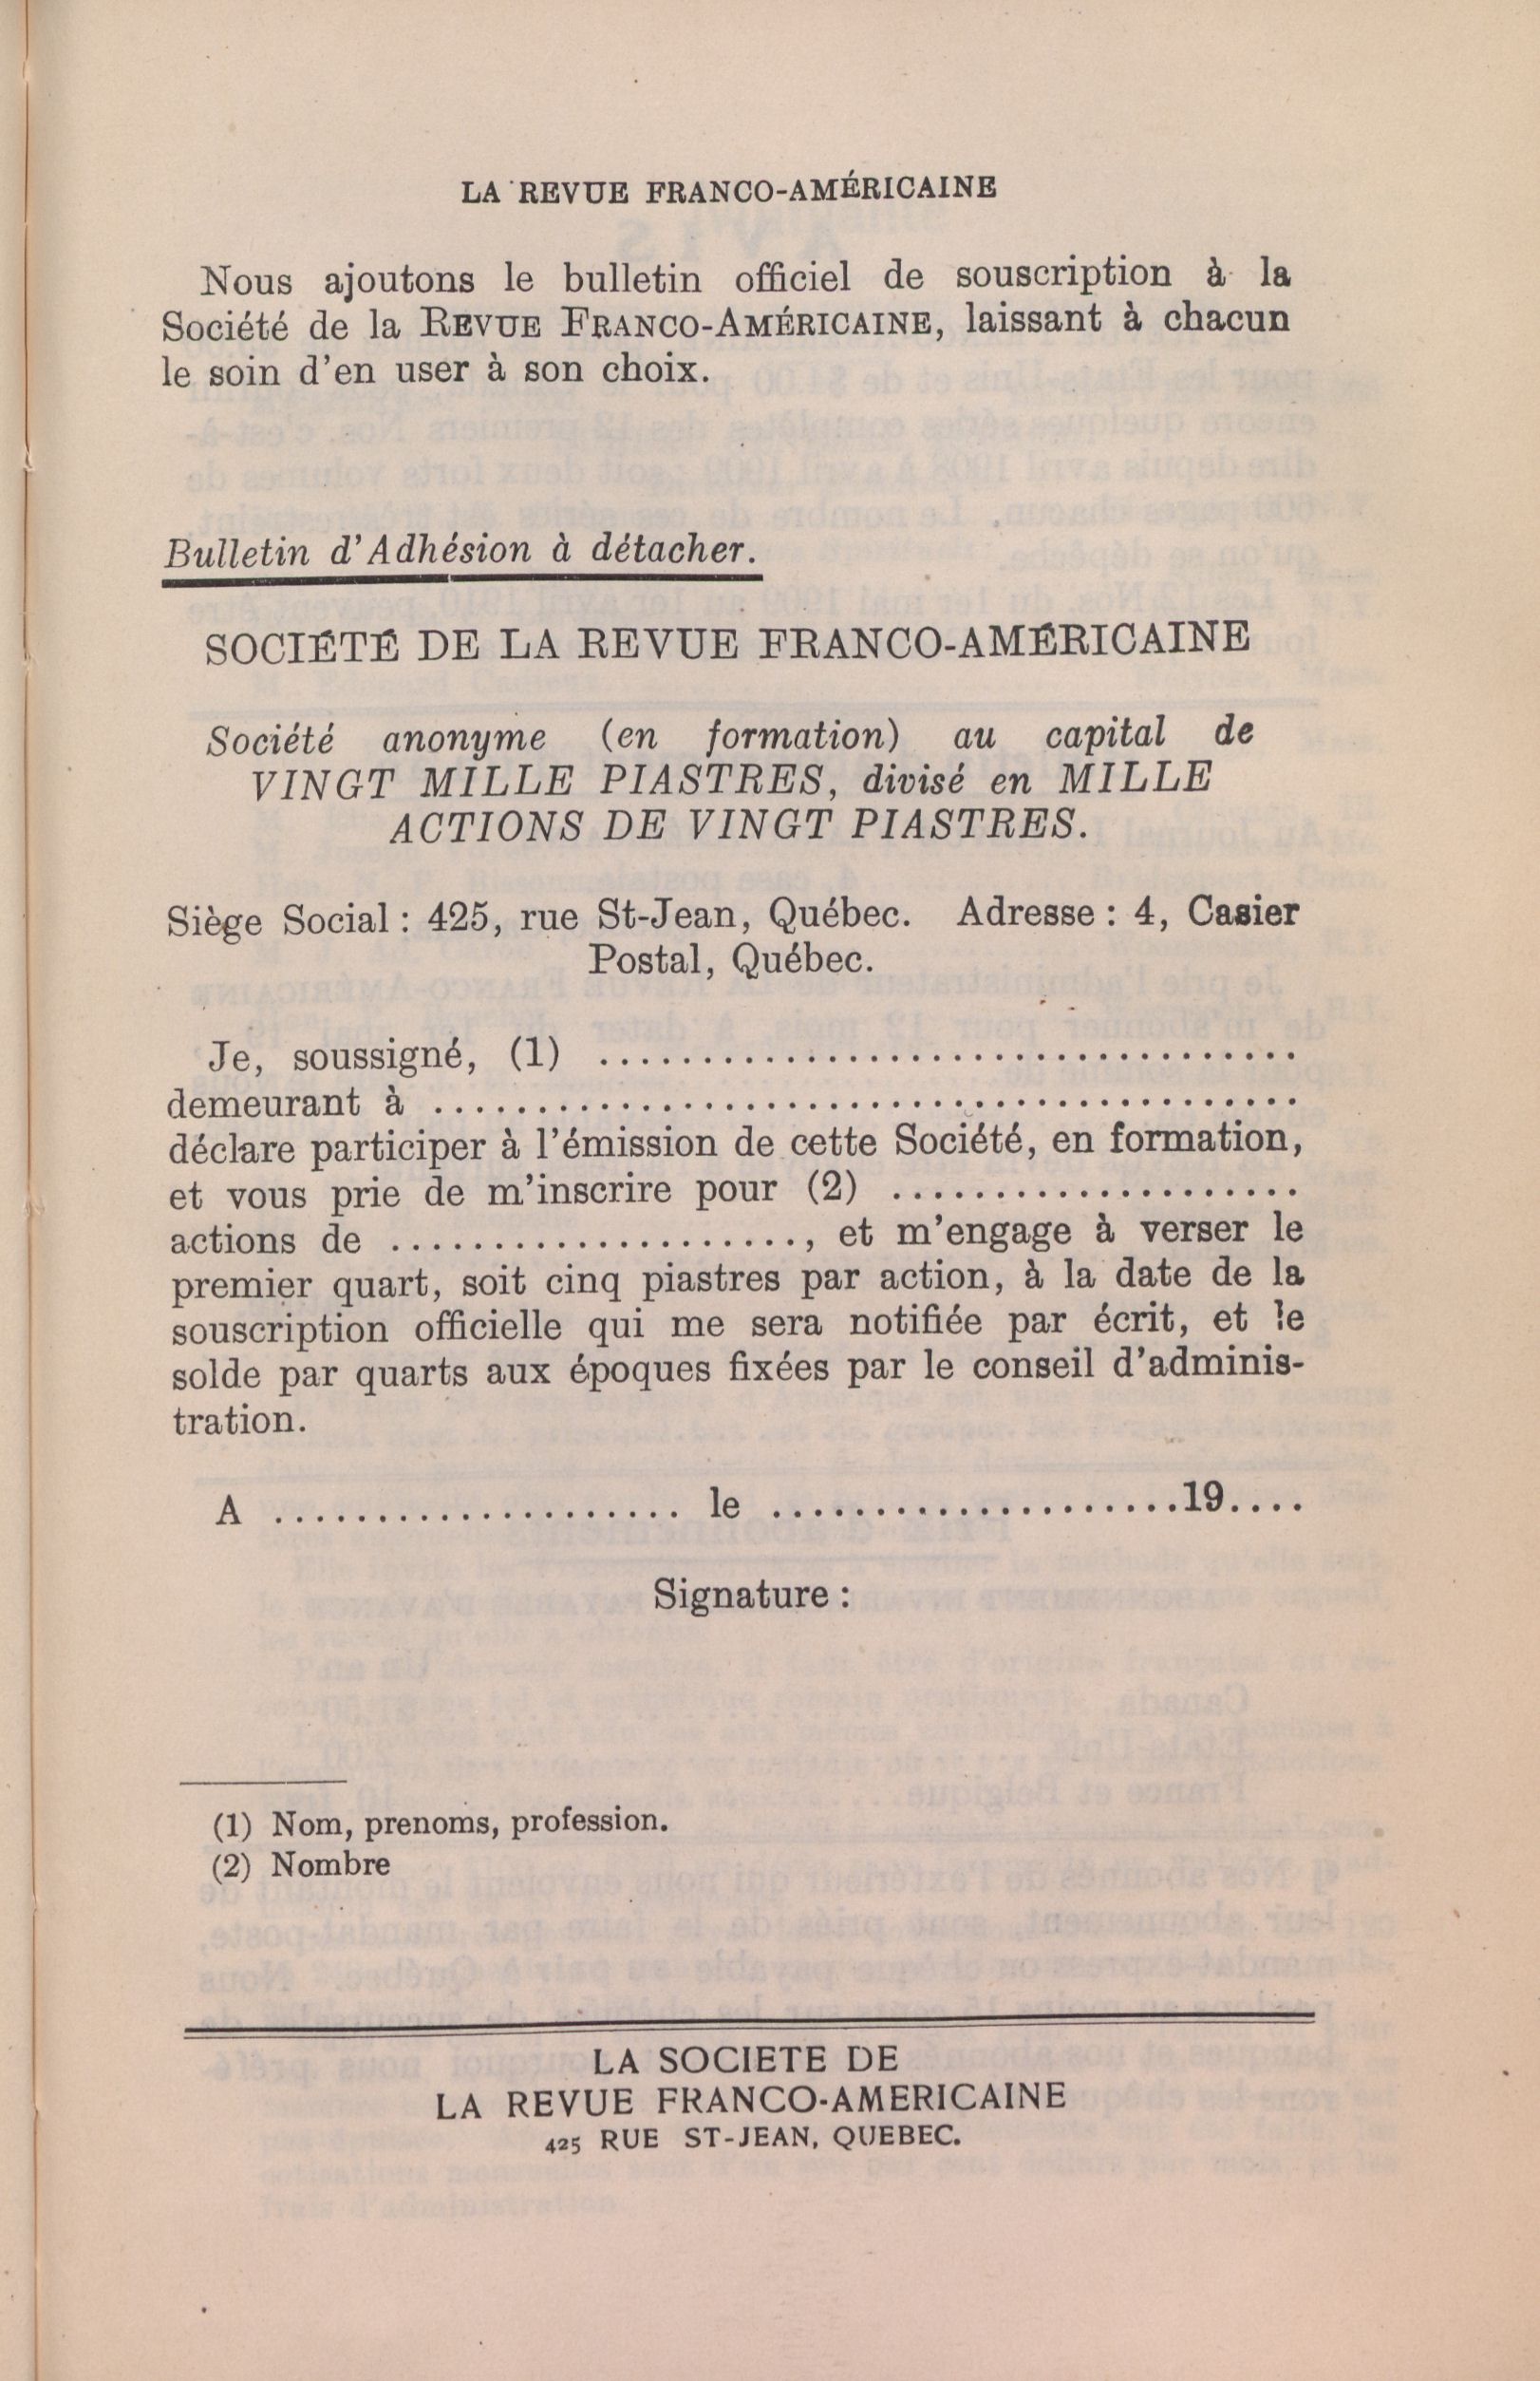 LA REVUE FRANCO-AMÉRICAINE
Nous ajoutons le bulletin officiel de souscription à la
Société de la REVUE FRANCO-AMÉRICAINE, laissant à chacun
le soin d'en user à son choix.
Bulletin d'Adhésion à détacher.
SOCIÉTÉ DE LA REVUE FRANCO-AMÉRICAINE
Société anonyme (en formation) au capital de
VINGT MILLE PIASTRES, divisé en MILLE
ACTIONS DE VINGT PIASTRES.
Siège Social : 425, rue St-Jean, Québec. Adresse : 4, Casier
Postal, Québec.
Je, soussigné, (1) ..................................
demeurant à ..........................................
déclare participer à l'émission de cette Société, en formation,
et vous prie de m'inscrire pour (2) ....................
actions de ...................., et m'engage à verser le
premier quart, soit cinq piastres par action, à la date de la
souscription officielle qui me sera notifiée par écrit, et le
solde par quarts aux époques fixées par le conseil d'adminis-
tration.
A .................... le ....................19....
Signature :
(1) Nom, prenoms, profession.
(2) Nombre
LA SOCIETE DE
LA REVUE FRANCO-AMERICAINE
425 RUE ST-JEAN, QUEBEC.